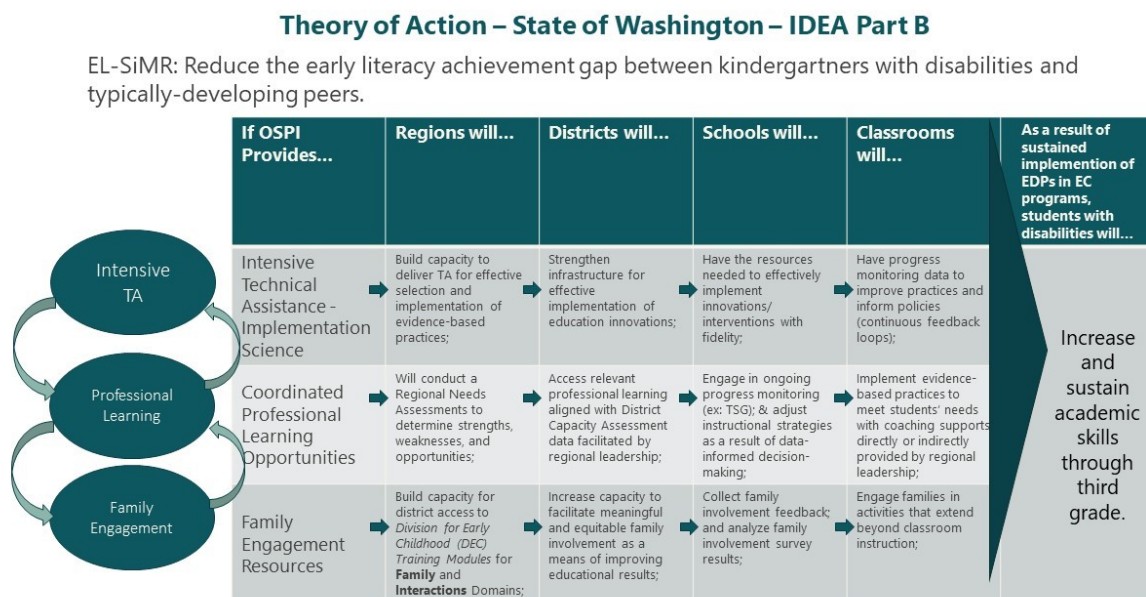 Theory of Action – State of Washington – IDEA Part B
EL-SiMR: Reduce the early literacy achievement gap between kindergartners with disabilities and
typically-developing peers.
If OSPI
Provides...
Regions will...
Districts will...
Schools will...
Classrooms
will...
As a result of
sustained
implemention of
EDPs in EC
programs,
students with
disabilities will...
Intensive
TA
Intensive
Technical
Assistance -
Implementation
Science
Build capacity to
deliver TA for effective
selection and
implementation of
evidence-based
practices;
Strengthen
infrastructure for
effective
implementation of
education innovations;
Have the resources
needed to effectively
implement
innovations/
interventions with
fidelity;
Have progress
monitoring data to
improve practices and
inform policies
(continuous feedback
loops);
Professional
Learning
Coordinated
Professional
Learning
Opportunities
Will conduct a
Regional Needs
Assessments to
determine strengths,
weaknesses, and
opportunities;
Access relevant
professional learning
aligned with District
Capacity Assessment
data facilitated by
regional leadership;
Engage in ongoing
progress monitoring
(ex: TSG); & adjust
instructional strategies
as a result of data-
informed decision-
making;
Implement evidence-
based practices to
meet students' needs
with coaching supports
directly or indirectly
provided by regional
leadership;
Family
Engagement
Family
Engagement
Resources
Build capacity for
district access to
Division for Early
Childhood (DEC)
Training Modules for
Family and
Interactions Domains;
Increase capacity to
facilitate meaningful
and equitable family
involvement as a
means of improving
educational results;
Collect family
involvement feedback;
and analyze family
involvement survey
results;
Engage families in
activities that extend
beyond classroom
instruction;
Increase
and
sustain
academic
skills
through
third
grade.